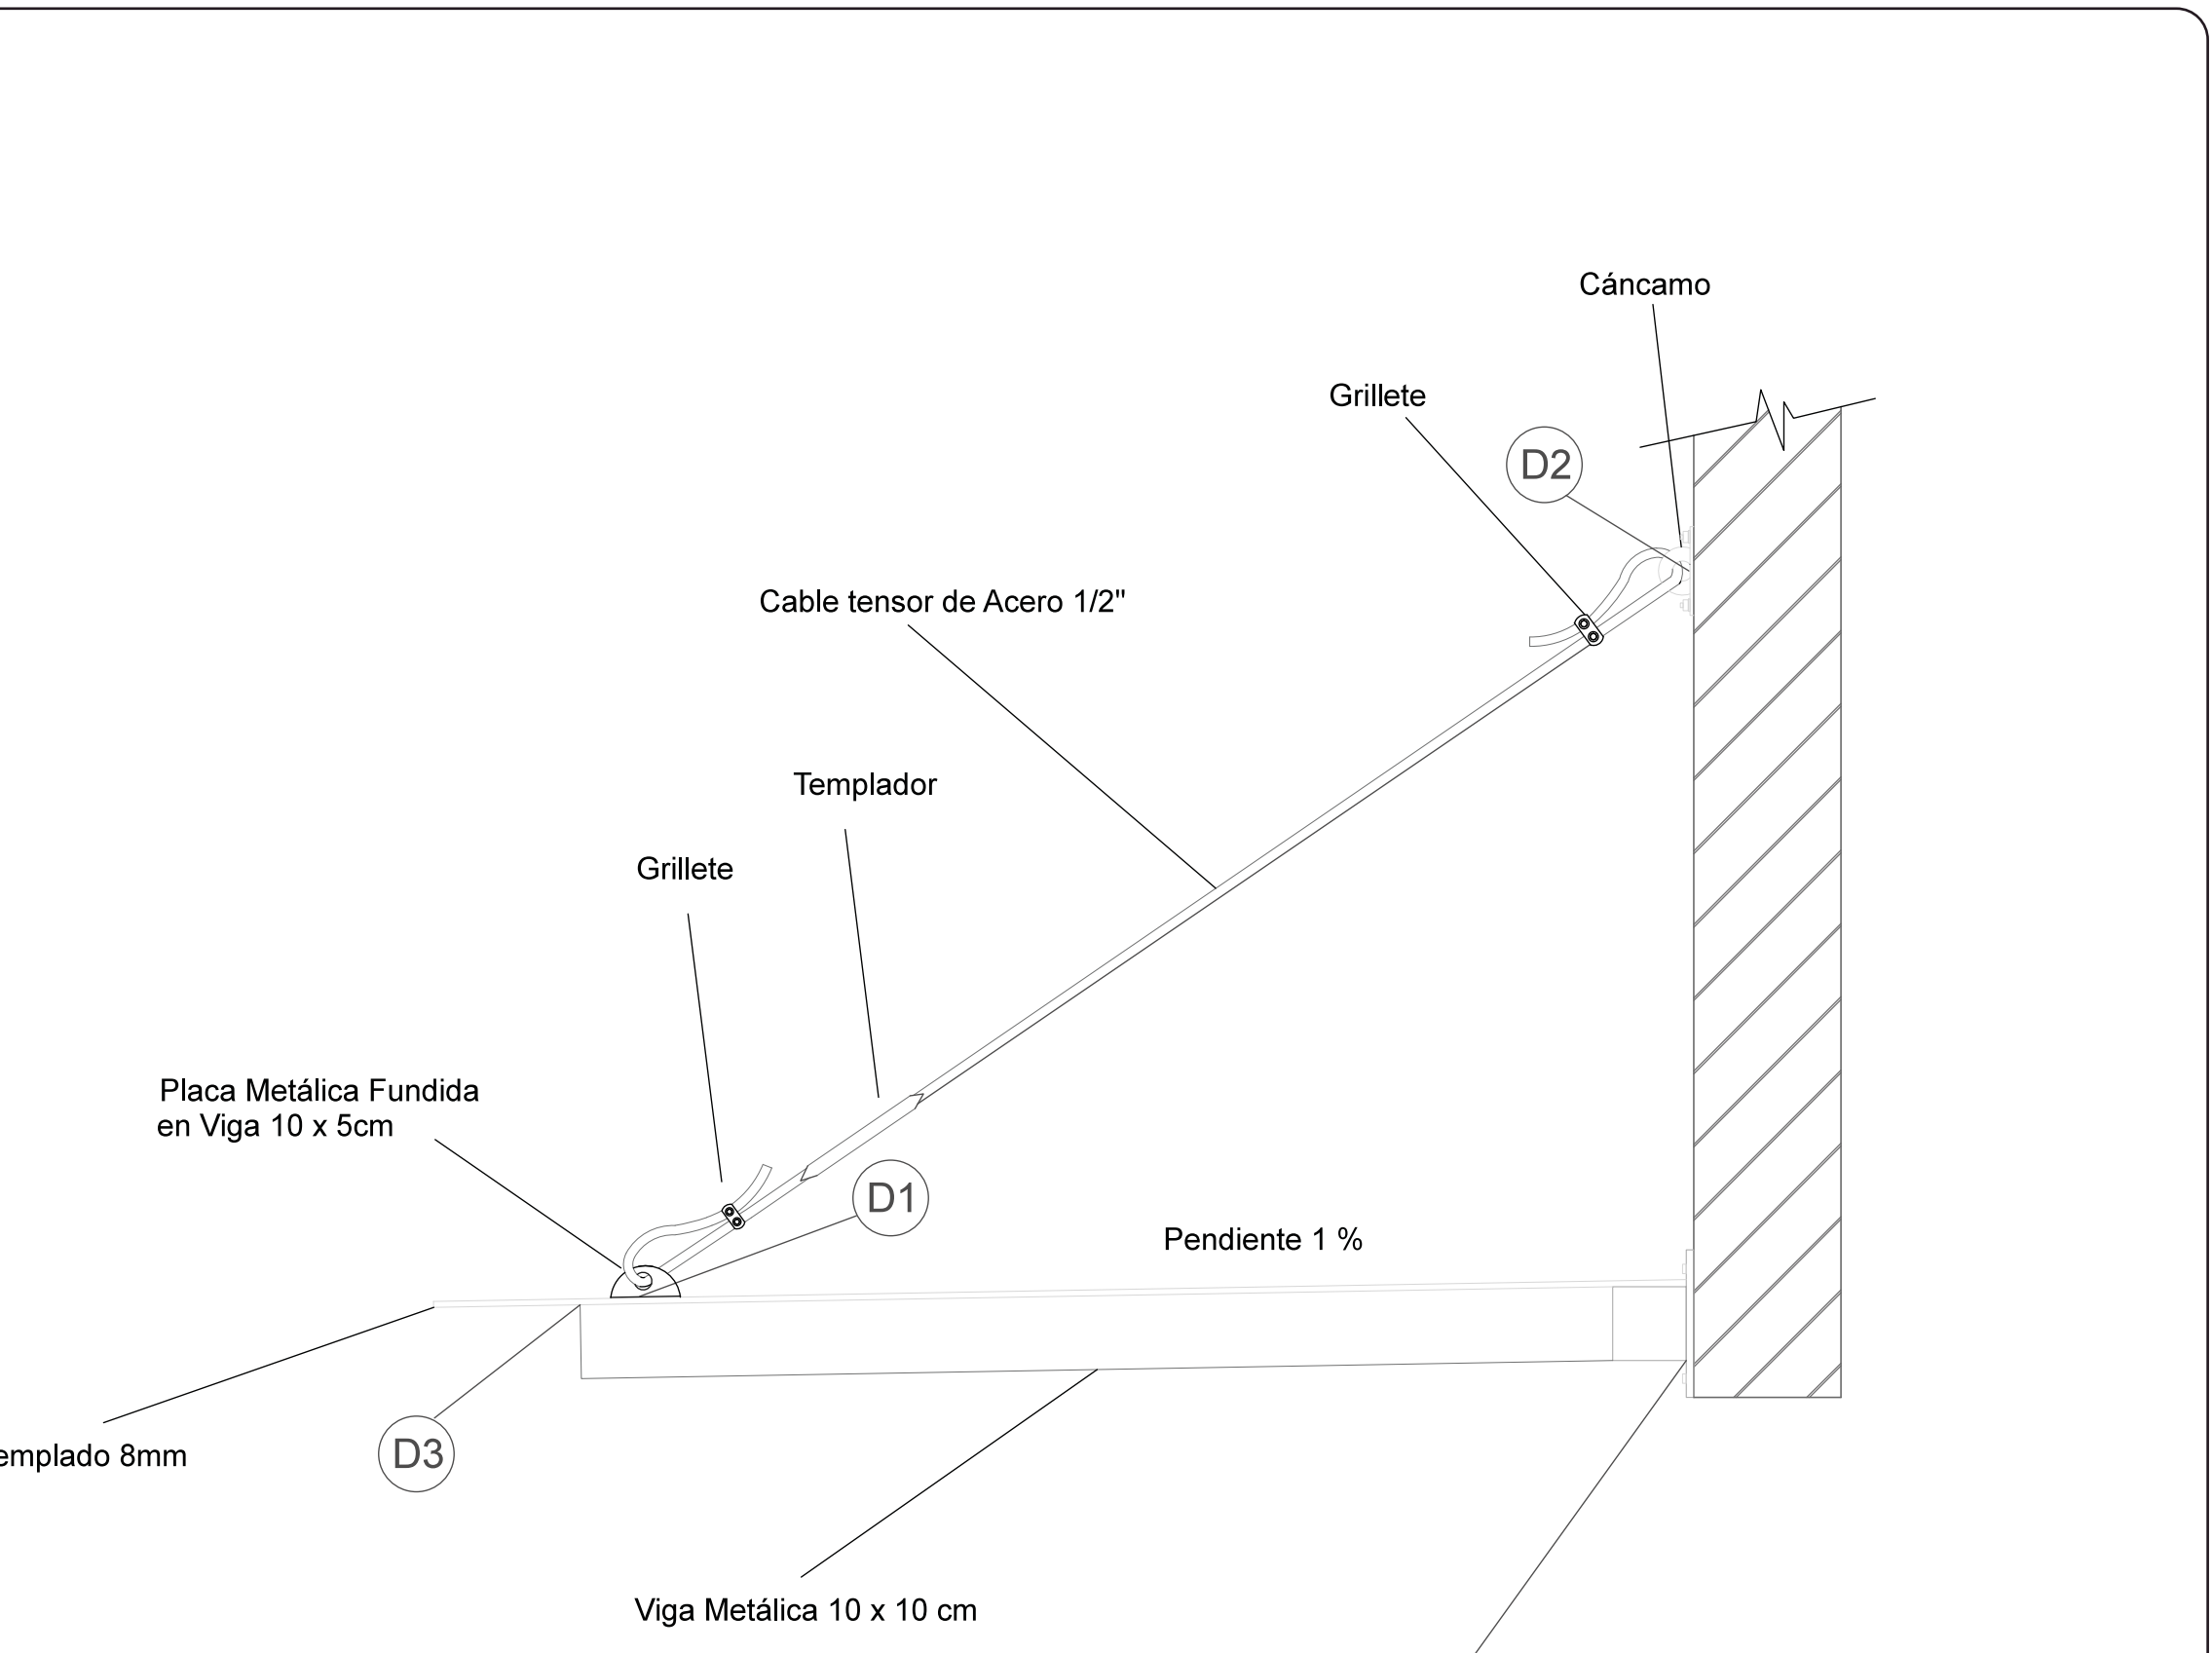 Cáncamo
Grillete
D2
Cable tensor de Acero 1/2"
Templador
Grillete
Placa Metálica Fundida
en Viga 10 x 5cm
D1
Pendiente 1 %
emplado 8mm
D3
Viga Metálica 10 x 10 cm